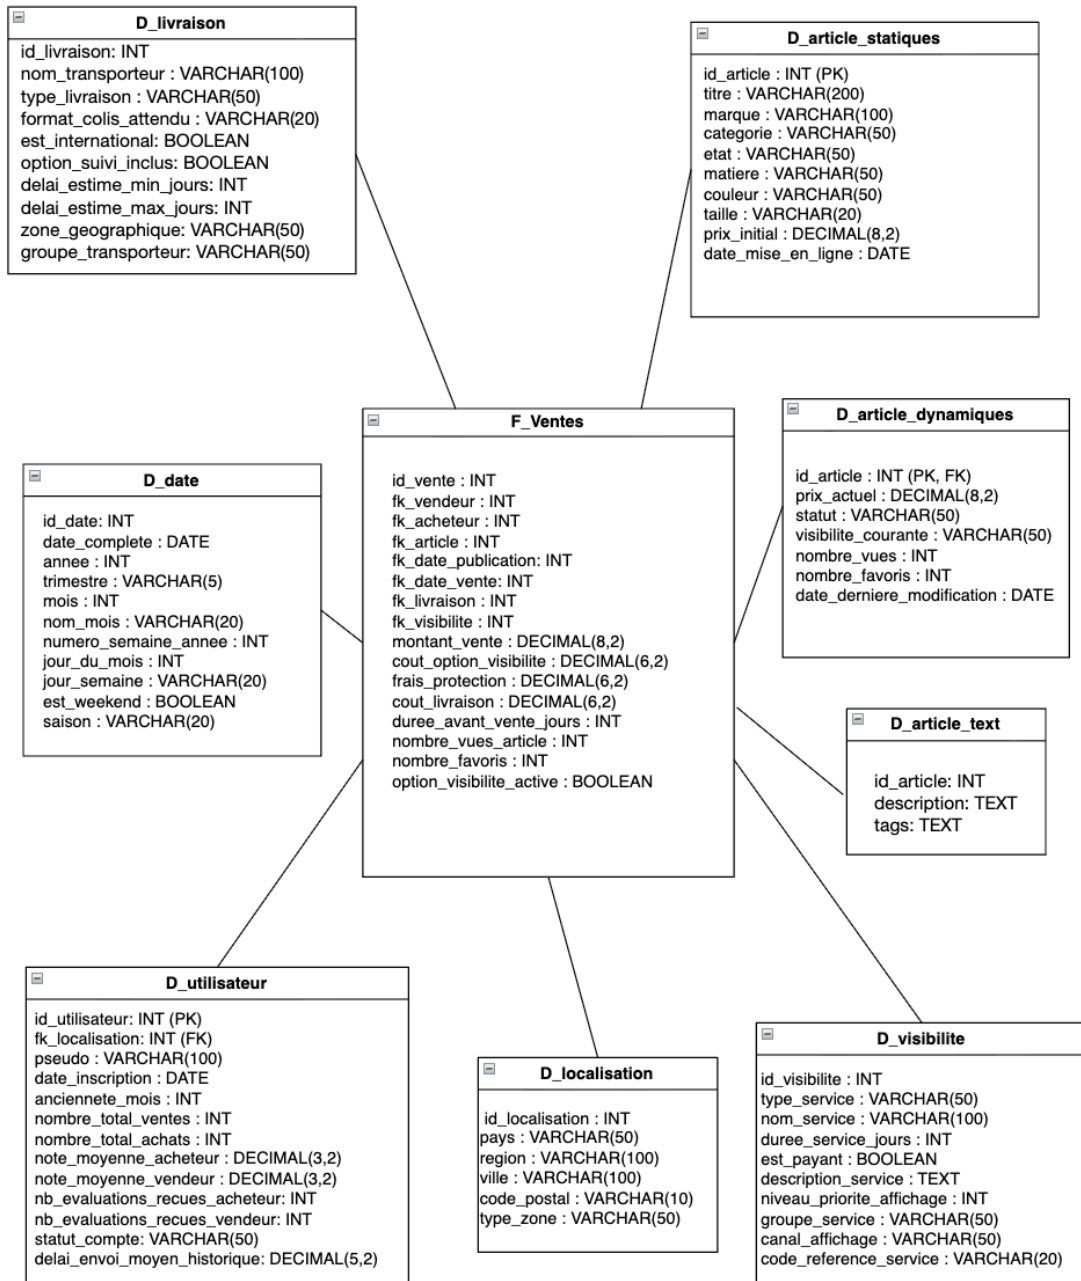 D_livraison
id_livraison: INT
nom_transporteur : VARCHAR(100)
type_livraison : VARCHAR(50)
format_colis_attendu : VARCHAR(20)
est_international: BOOLEAN
option_suivi_inclus: BOOLEAN
delai_estime_min_jours: INT
delai_estime_max_jours: INT
zone_geographique: VARCHAR(50)
groupe_transporteur: VARCHAR(50)
D_article_statiques
id_article : INT (PK)
titre : VARCHAR(200)
marque : VARCHAR(100)
categorie : VARCHAR(50)
etat : VARCHAR(50)
matiere : VARCHAR(50)
couleur : VARCHAR(50)
taille : VARCHAR(20)
prix_initial : DECIMAL(8,2)
date_mise_en_ligne : DATE
F_Ventes
id_vente : INT
fk_vendeur : INT
fk_acheteur : INT
fk_article : INT
fk_date_publication: INT
fk_date_vente: INT
fk_livraison : INT
fk_visibilite : INT
montant_vente : DECIMAL(8,2)
cout_option_visibilite : DECIMAL(6,2)
frais_protection : DECIMAL(6,2)
cout_livraison : DECIMAL(6,2)
duree_avant_vente_jours : INT
nombre_vues_article : INT
nombre_favoris : INT
option_visibilite_active : BOOLEAN
D_article_dynamiques
id_article : INT (PK, FK)
prix_actuel : DECIMAL(8,2)
statut : VARCHAR(50)
visibilite_courante : VARCHAR(50)
nombre_vues : INT
nombre_favoris : INT
date_derniere_modification : DATE
D_date
id_date: INT
date_complete : DATE
annee : INT
trimestre : VARCHAR(5)
mois : INT
nom_mois : VARCHAR(20)
numero_semaine_annee : INT
jour_du_mois : INT
jour_semaine : VARCHAR(20)
est_weekend : BOOLEAN
saison : VARCHAR(20)
D_article_text
id_article: INT
description: TEXT
tags: TEXT
D_utilisateur
id_utilisateur: INT (PK)
fk_localisation: INT (FK)
pseudo : VARCHAR(100)
date_inscription : DATE
anciennete_mois : INT
nombre_total_ventes : INT
nombre_total_achats : INT
note_moyenne_acheteur : DECIMAL(3,2)
note_moyenne_vendeur : DECIMAL(3,2)
nb_evaluations_recues_acheteur: INT
nb_evaluations_recues_vendeur: INT
statut_compte: VARCHAR(50)
delai_envoi_moyen_historique: DECIMAL(5,2)
D_localisation
id_localisation : INT
pays : VARCHAR(50)
region : VARCHAR(100)
ville : VARCHAR(100)
code_postal : VARCHAR(10)
type_zone : VARCHAR(50)
D_visibilite
id_visibilite : INT
type_service : VARCHAR(50)
nom_service : VARCHAR(100)
duree_service_jours : INT
est_payant : BOOLEAN
description_service : TEXT
niveau_priorite_affichage : INT
groupe_service : VARCHAR(50)
canal_affichage : VARCHAR(50)
code_reference_service : VARCHAR(20)